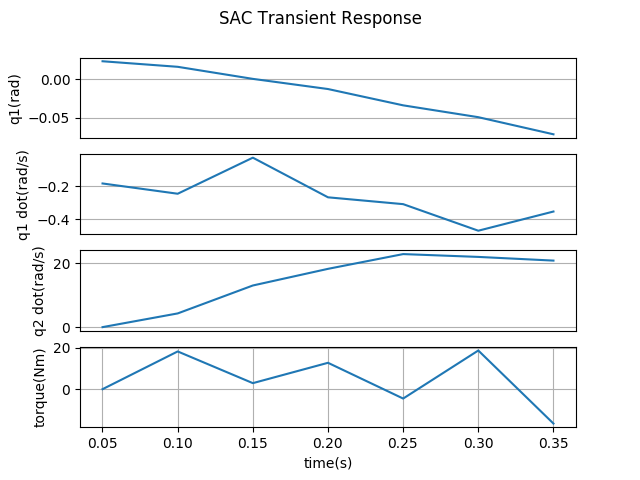 SAC Transient Response
q1(rad)
0.00
−0.05
q1 dot(rad/s)
−0.2
−0.4
q2 dot(rad/s)
20
0
torque(Nm)
20
0
0.05 0.10 0.15 0.20 0.25 0.30 0.35
time(s)